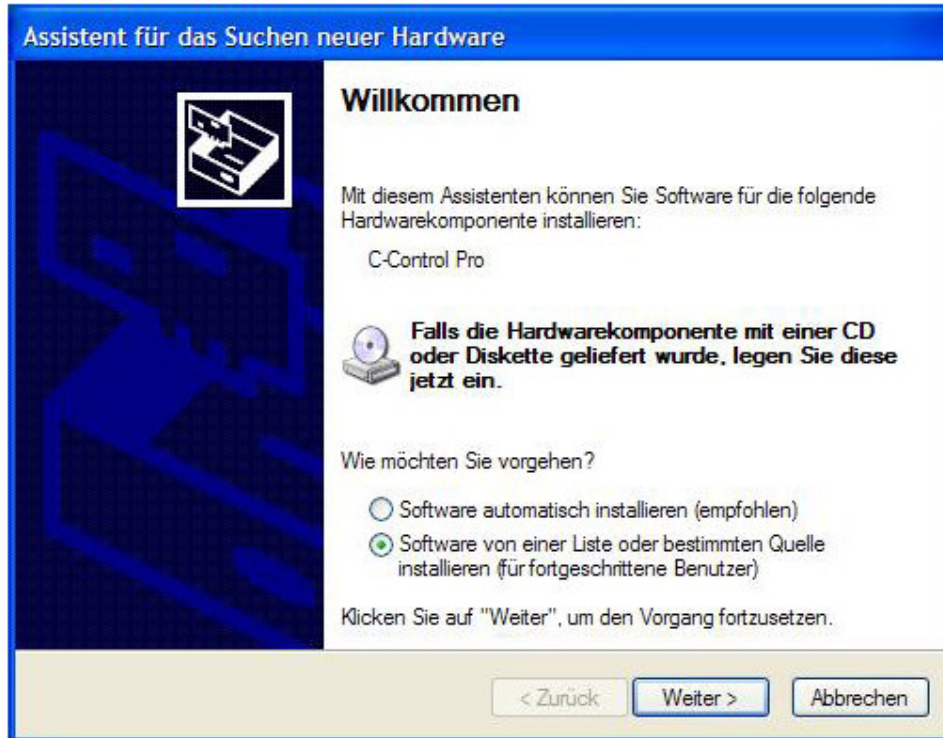 Assistent für das Suchen neuer Hardware
Willkommen
Mit diesem Assistenten können Sie Software für die folgende
Hardwarekomponente installieren:
C-Control Pro
Falls die Hardwarekomponente mit einer CD
oder Diskette geliefert wurde, legen Sie diese
jetzt ein.
Wie möchten Sie vorgehen?
Software automatisch installieren (empfohlen)
Software von einer Liste oder bestimmten Quelle
installieren (für fortgeschrittene Benutzer)
Klicken Sie auf "Weiter", um den Vorgang fortzusetzen.
< Zurück Weiter > Abbrechen